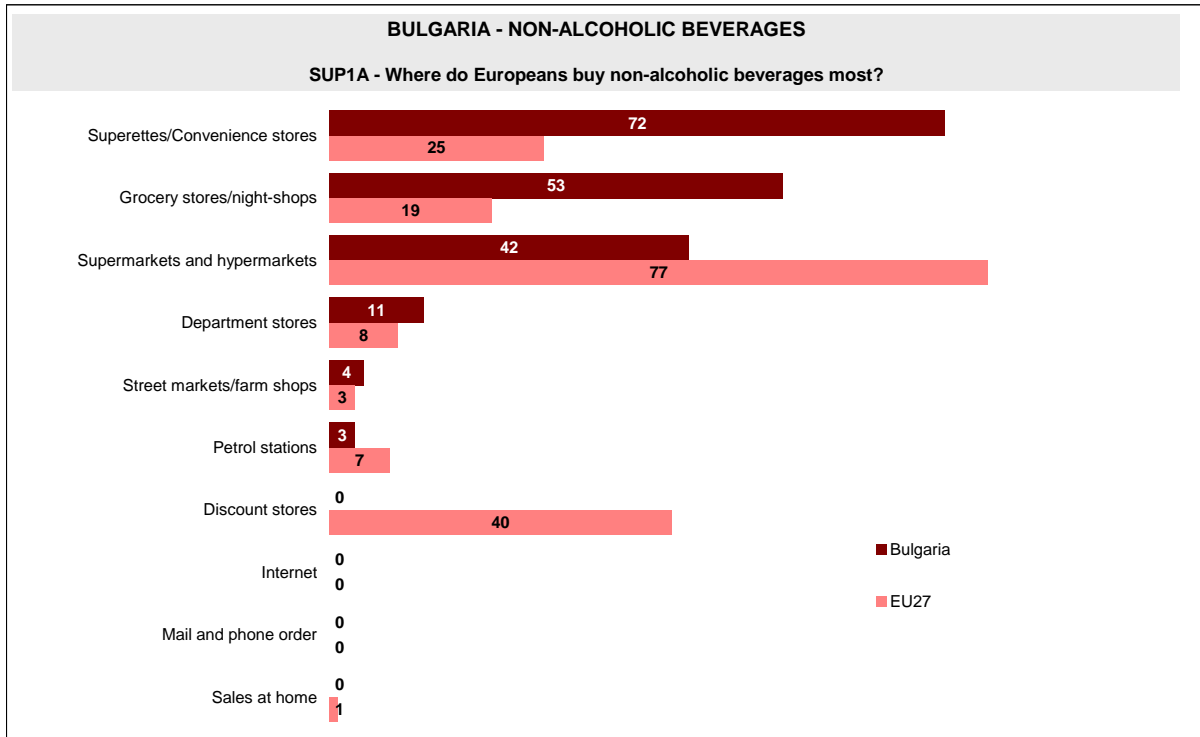 BULGARIA - NON-ALCOHOLIC BEVERAGES
SUP1A - Where do Europeans buy non-alcoholic beverages most?
Superettes/Convenience stores
72
25
Grocery stores/night-shops
53
19
Supermarkets and hypermarkets
42
77
Department stores
11
8
Street markets/farm shops
4
3
Petrol stations
3
7
Discount stores
0
40
Internet
0
0
Mail and phone order
0
0
Sales at home
0
1
Bulgaria
EU27